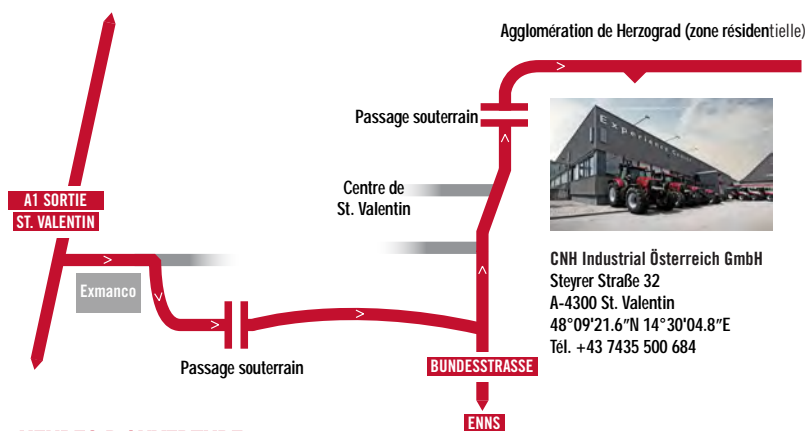 Agglomération de Herzograd (zone résidentielle)
Passage souterrain
Experience Center
Centre de
St. Valentin
A1 SORTIE
ST. VALENTIN
Exmanco
CNH Industrial Österreich GmbH
Steyrer Straße 32
A-4300 St. Valentin
48°09'21.6”N 14°30'04.8”E
Tél. +43 7435 500 684
Passage souterrain
BUNDESSTRASSE
ENNS